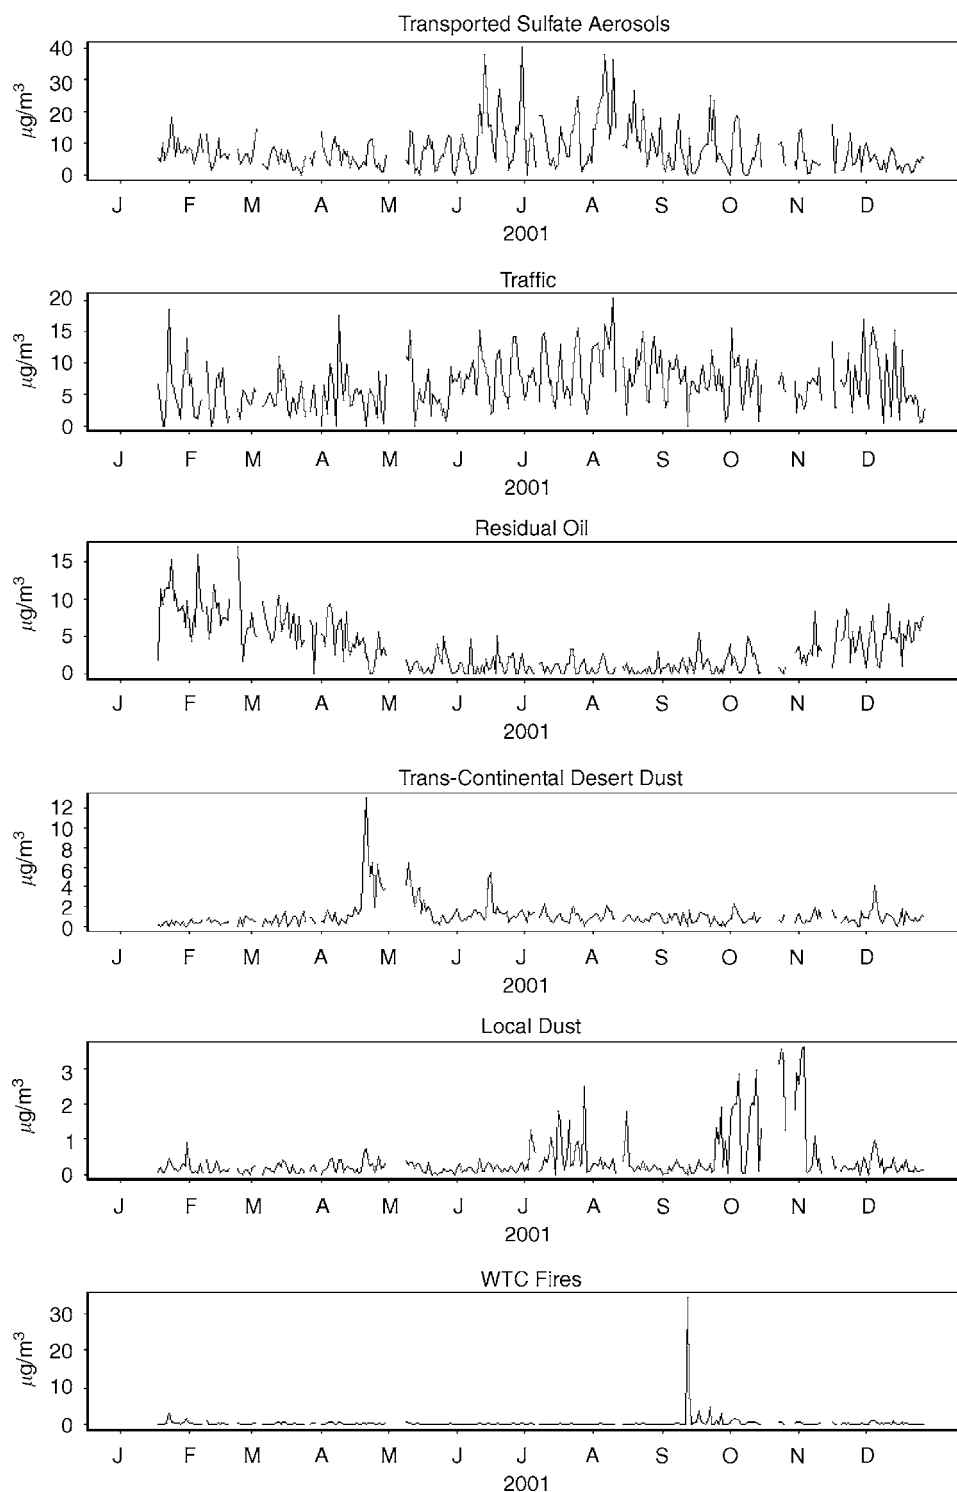 Transported Sulfate Aerosols
40
30
20
10
0
μg/m³
J F M A M J J A S O N D
2001
Traffic
20
15
10
5
0
μg/m³
J F M A M J J A S O N D
2001
Residual Oil
15
10
5
0
μg/m³
J F M A M J J A S O N D
2001
Trans-Continental Desert Dust
12
10
8
6
4
2
0
μg/m³
J F M A M J J A S O N D
2001
Local Dust
3
2
1
0
μg/m³
J F M A M J J A S O N D
2001
WTC Fires
30
20
10
0
μg/m³
J F M A M J J A S O N D
2001